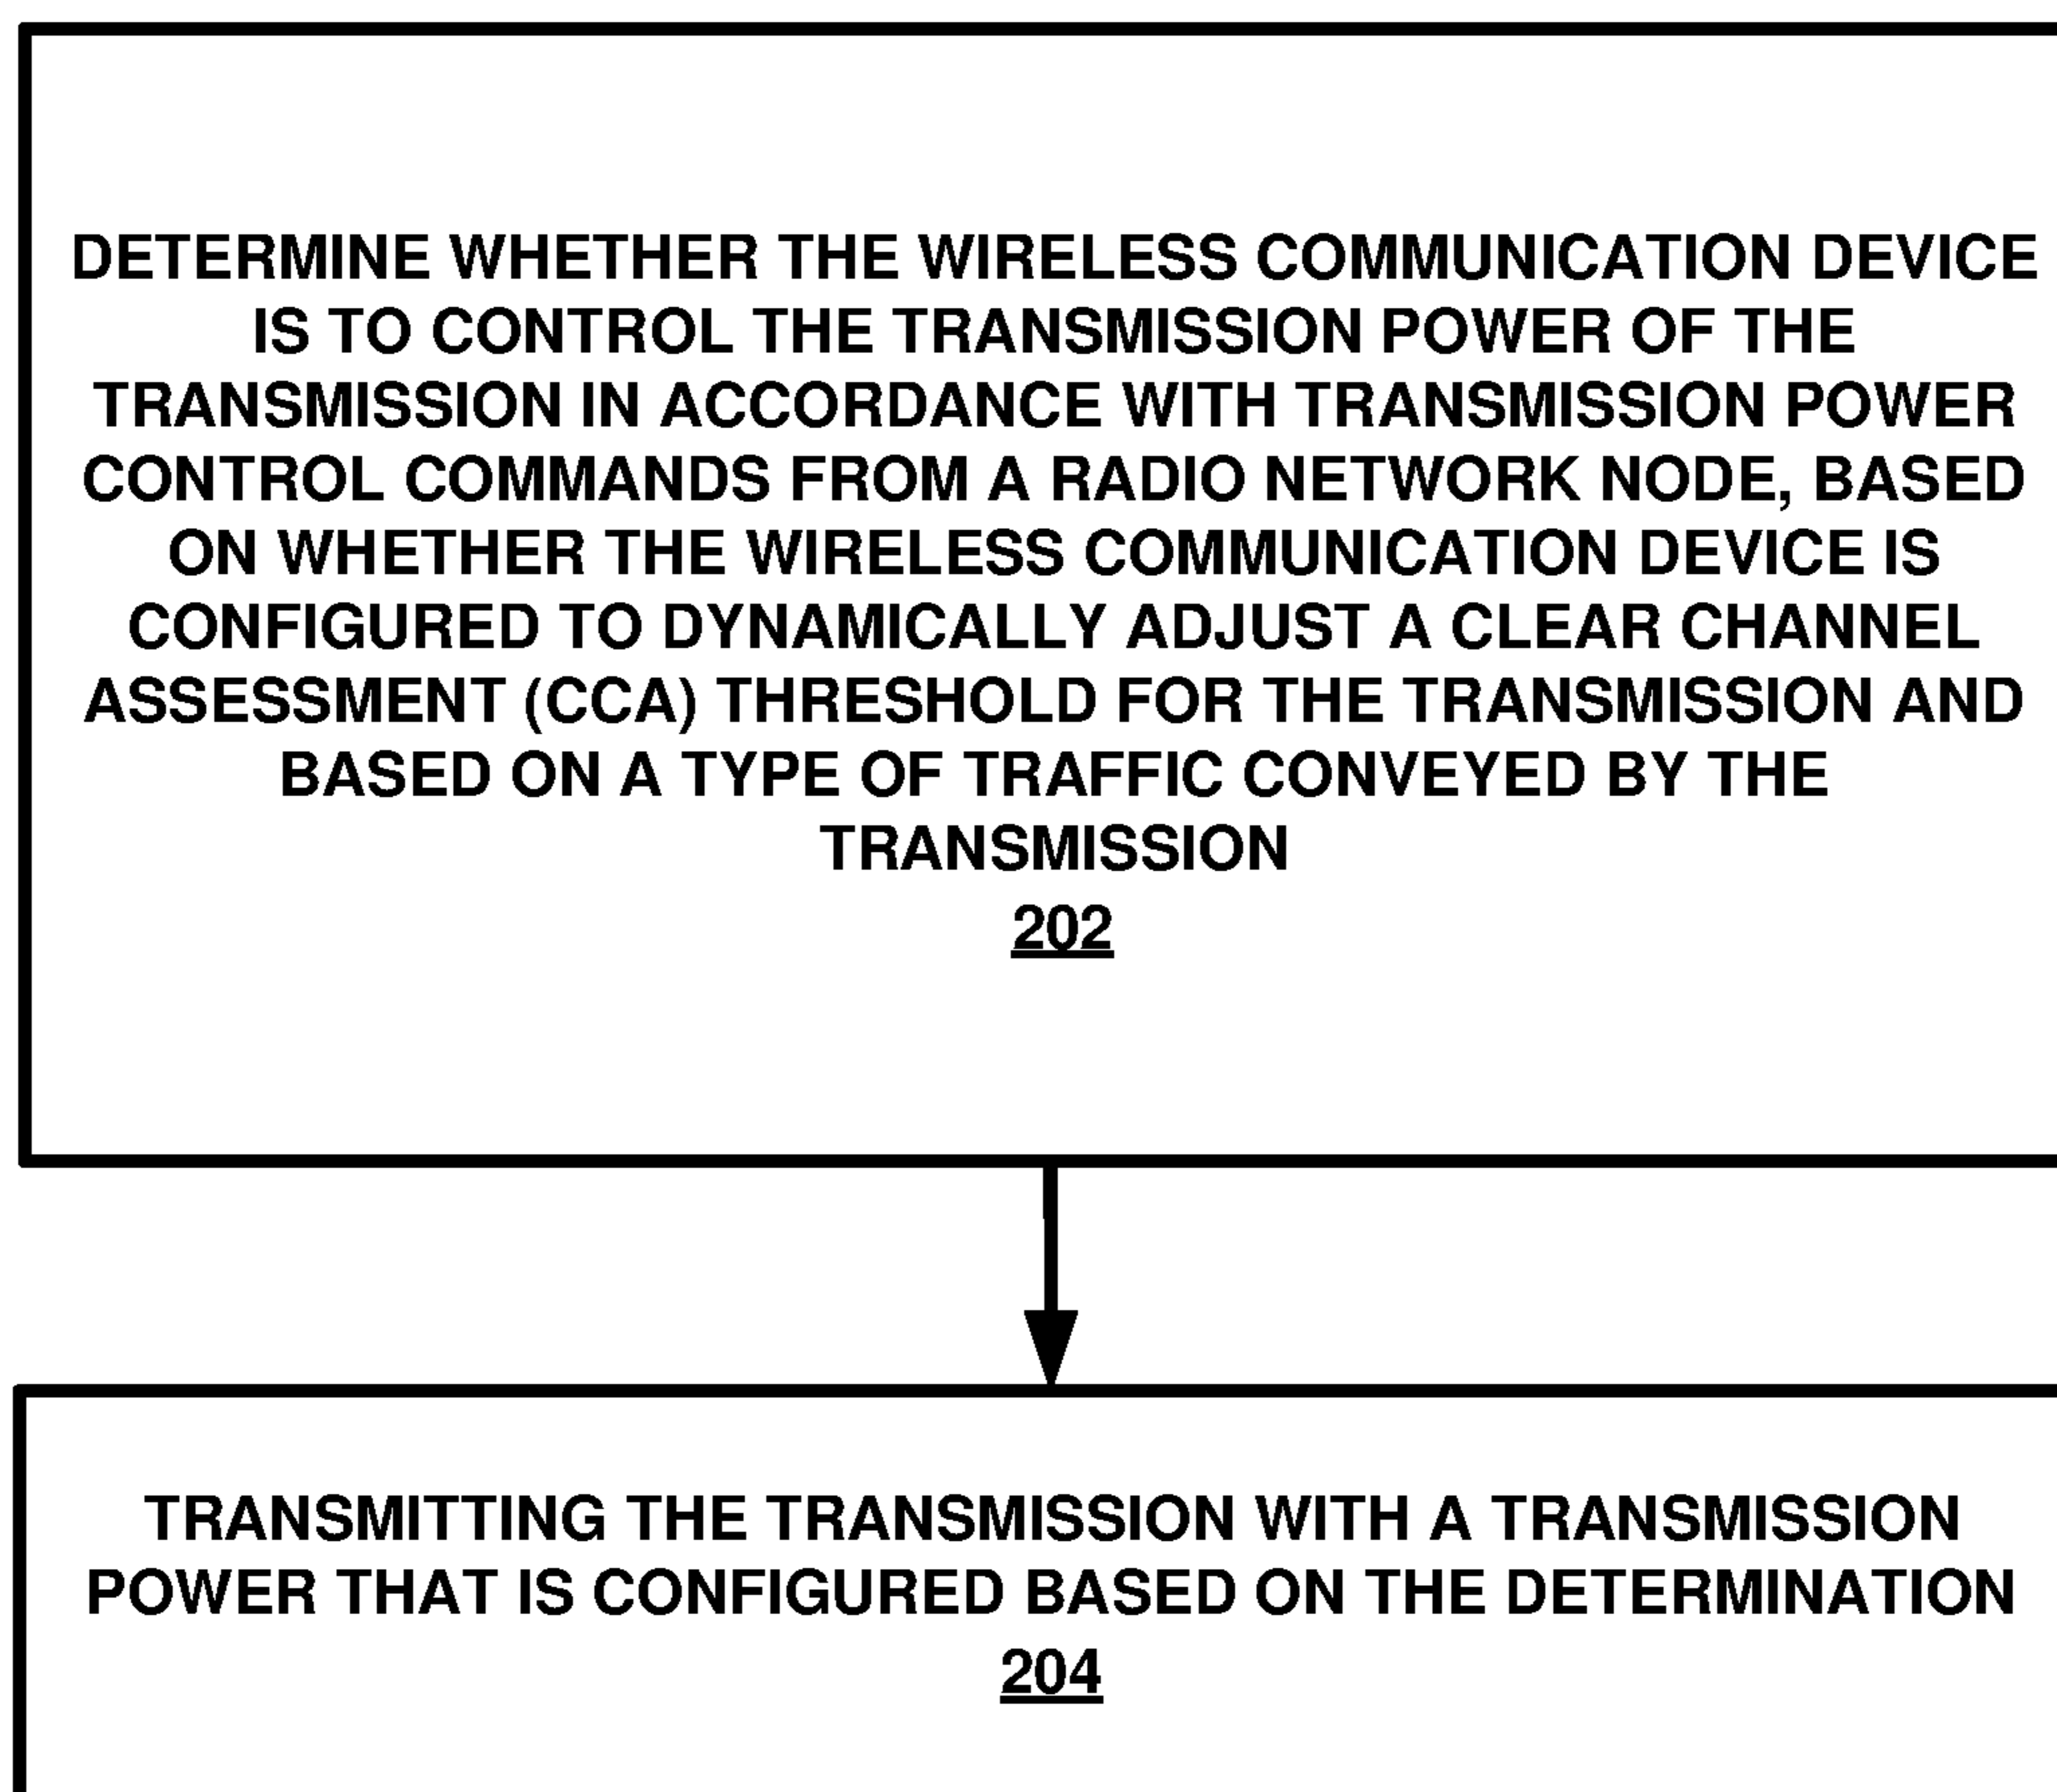 DETERMINE WHETHER THE WIRELESS COMMUNICATION DEVICE
IS TO CONTROL THE TRANSMISSION POWER OF THE
TRANSMISSION IN ACCORDANCE WITH TRANSMISSION POWER
CONTROL COMMANDS FROM A RADIO NETWORK NODE, BASED
ON WHETHER THE WIRELESS COMMUNICATION DEVICE IS
CONFIGURED TO DYNAMICALLY ADJUST A CLEAR CHANNEL
ASSESSMENT (CCA) THRESHOLD FOR THE TRANSMISSION AND
BASED ON A TYPE OF TRAFFIC CONVEYED BY THE
TRANSMISSION
202
TRANSMITTING THE TRANSMISSION WITH A TRANSMISSION
POWER THAT IS CONFIGURED BASED ON THE DETERMINATION
204